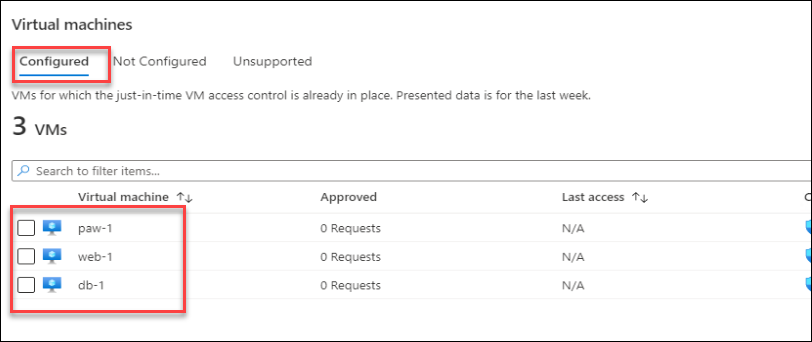 Virtual machines
Configured Not Configured Unsupported
VMs for which the just-in-time VM access control is already in place. Presented data is for the last week.
3 VMs
Search to filter items...
Virtual machine ↑↓ Approved Last access ↑↓ C
paw-1 0 Requests N/A
web-1 0 Requests N/A
db-1 0 Requests N/A